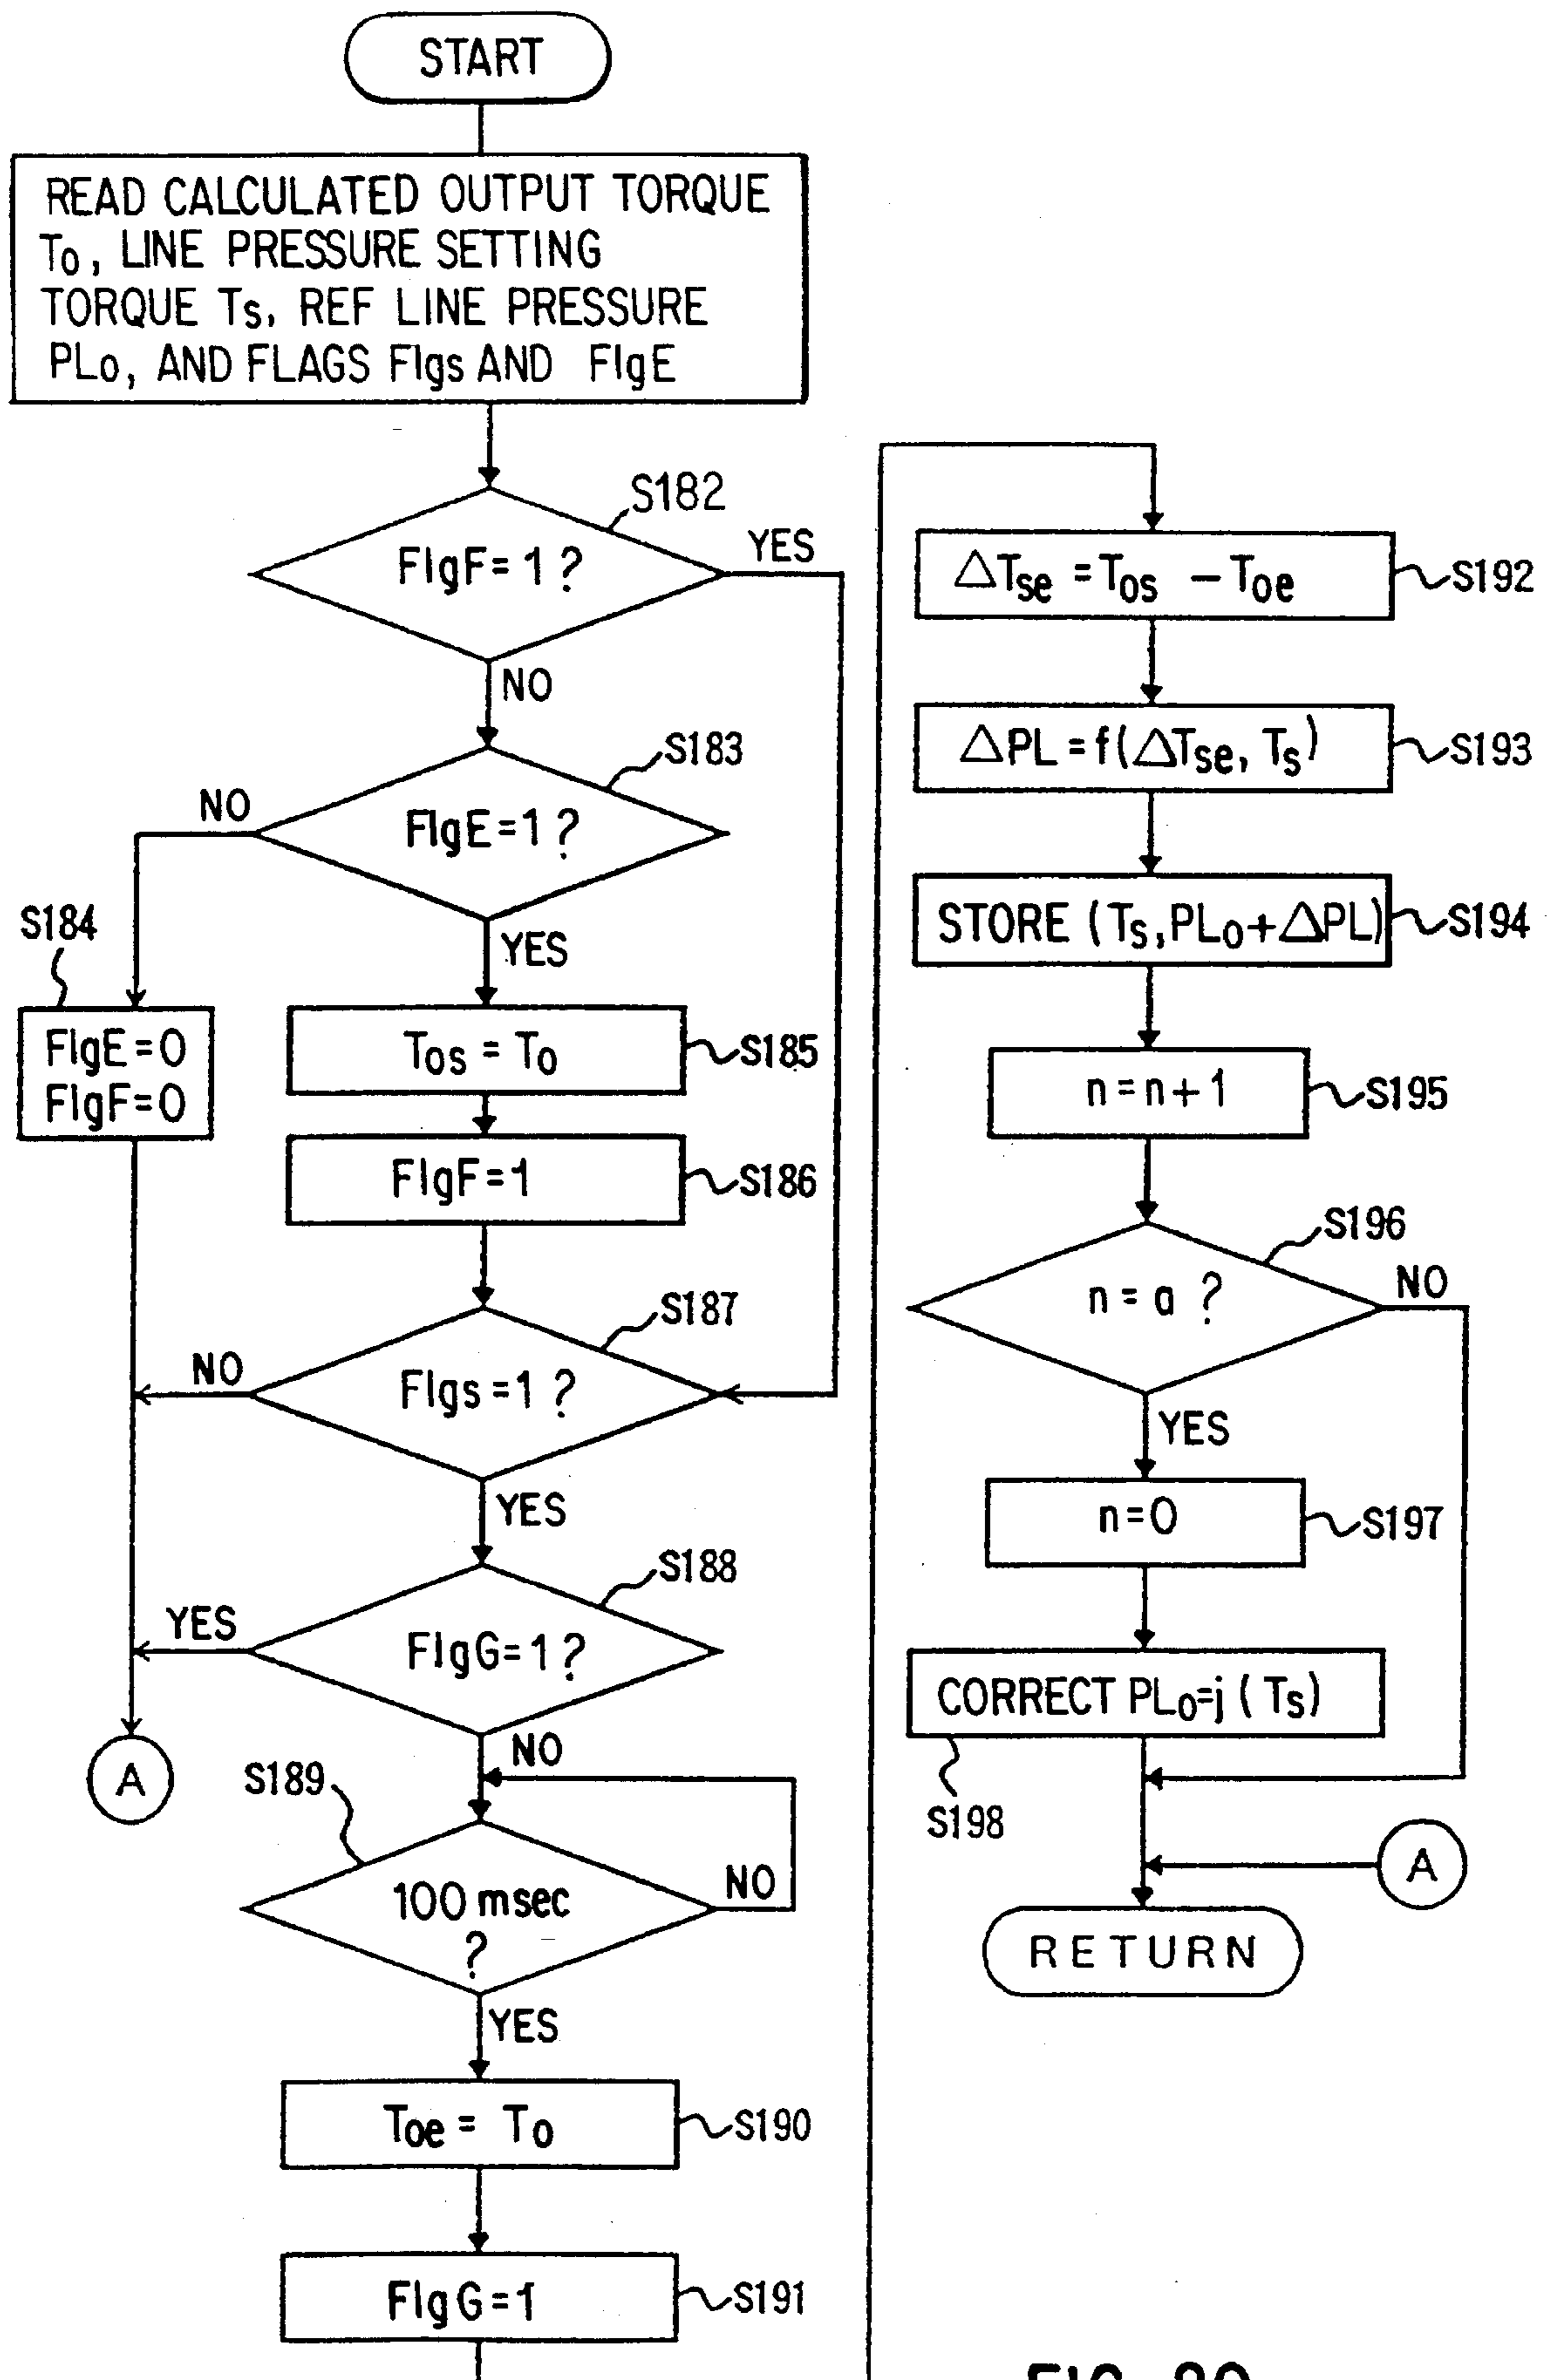 START
READ CALCULATED OUTPUT TORQUE
To, LINE PRESSURE SETTING
TORQUE Ts, REF LINE PRESSURE
PLo, AND FLAGS Flgs AND FlgE
S182
FlgF=1?
YES
NO
S183
FlgE=1?
NO
YES
S184
FlgE=0
FlgF=0
Tos = To
S185
FlgF=1
S186
S187
Flgs=1?
NO
YES
S188
FlgG=1?
YES
NO
A
S189
100 msec
?
NO
YES
Toe = To
S190
FlgG=1
S191
△Tse = Tos - Toe
S192
△PL = f(△Tse, Ts)
S193
STORE (Ts, PLo+△PL)
S194
n=n+1
S195
S196
n=a?
NO
YES
n=0
S197
CORRECT PLo=j(Ts)
S198
A
RETURN